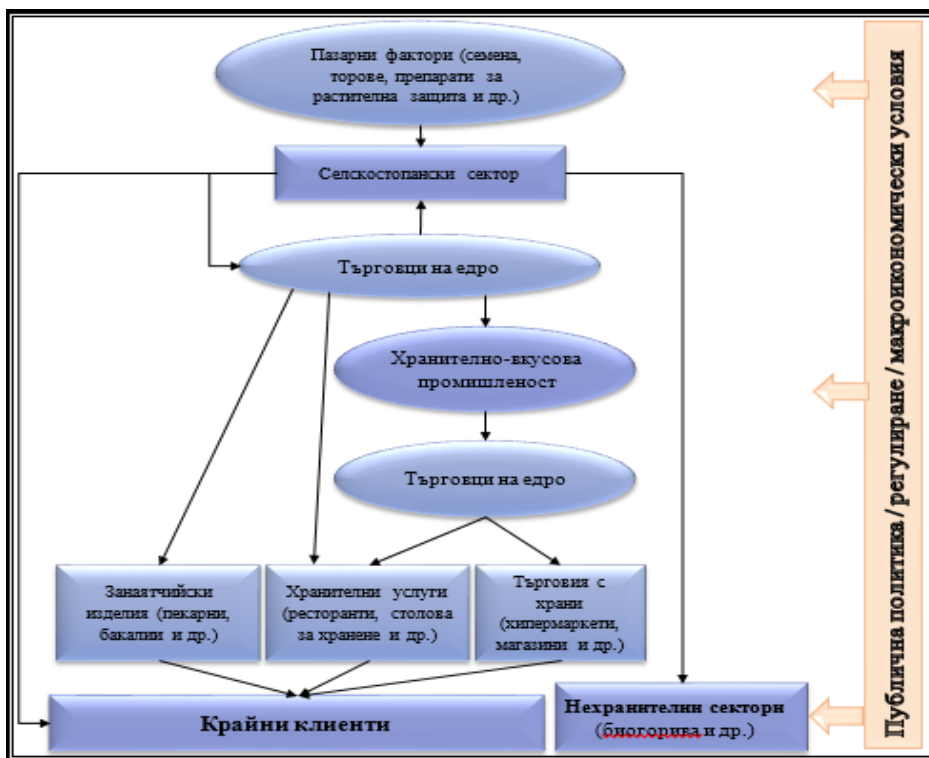 Пазарни фактори (семена,
торове, препарати за
растителна защита и др.)
Селскостопански сектор
Търговци на едро
Хранително-вкусова
промишленост
Търговци на едро
Занаятчийски
изделия (пекарни,
бакалии и др.)
Хранителни услуги
(ресторанти, столова
за хранене и др.)
Търговия с
храни
(хипермаркети,
магазини и др.)
Крайни клиенти
Нехранителни сектори
(биогорива и др.)
Публична политика / регулиране / макроикономически условия